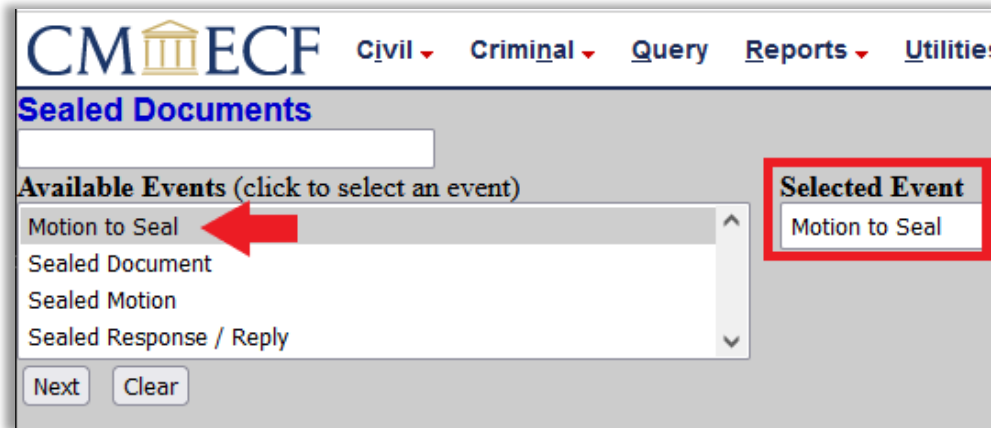 CM ECF Civil Criminal Query Reports Utilities
Sealed Documents
Available Events (click to select an event)
Selected Event
Motion to Seal
Motion to Seal
Sealed Document
Sealed Motion
Sealed Response / Reply
Next Clear